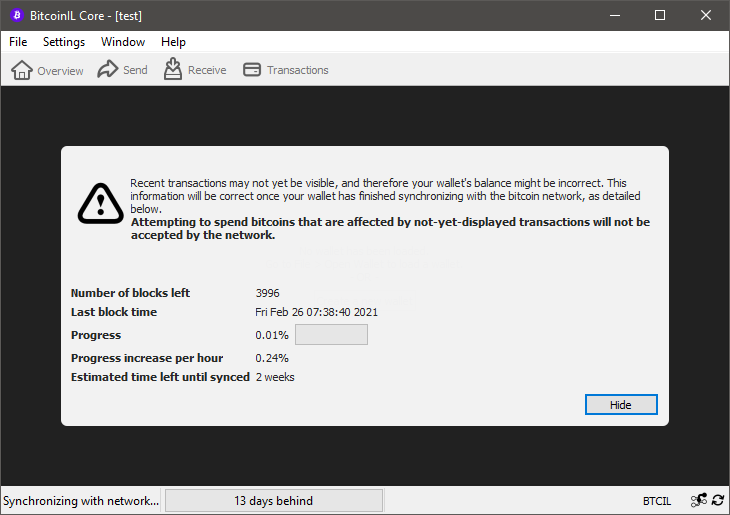 BitcoinIL Core - [test]
File Settings Window Help
Overview Send Receive Transactions
Recent transactions may not yet be visible, and therefore your wallet's balance might be incorrect. This
information will be correct once your wallet has finished synchronizing with the bitcoin network, as detailed
below.
Attempting to spend bitcoins that are affected by not-yet-displayed transactions will not be
accepted by the network.
Number of blocks left 3996
Last block time Fri Feb 26 07:38:40 2021
Progress 0.01%
Progress increase per hour 0.24%
Estimated time left until synced 2 weeks
Hide
Synchronizing with network... 13 days behind BTCIL